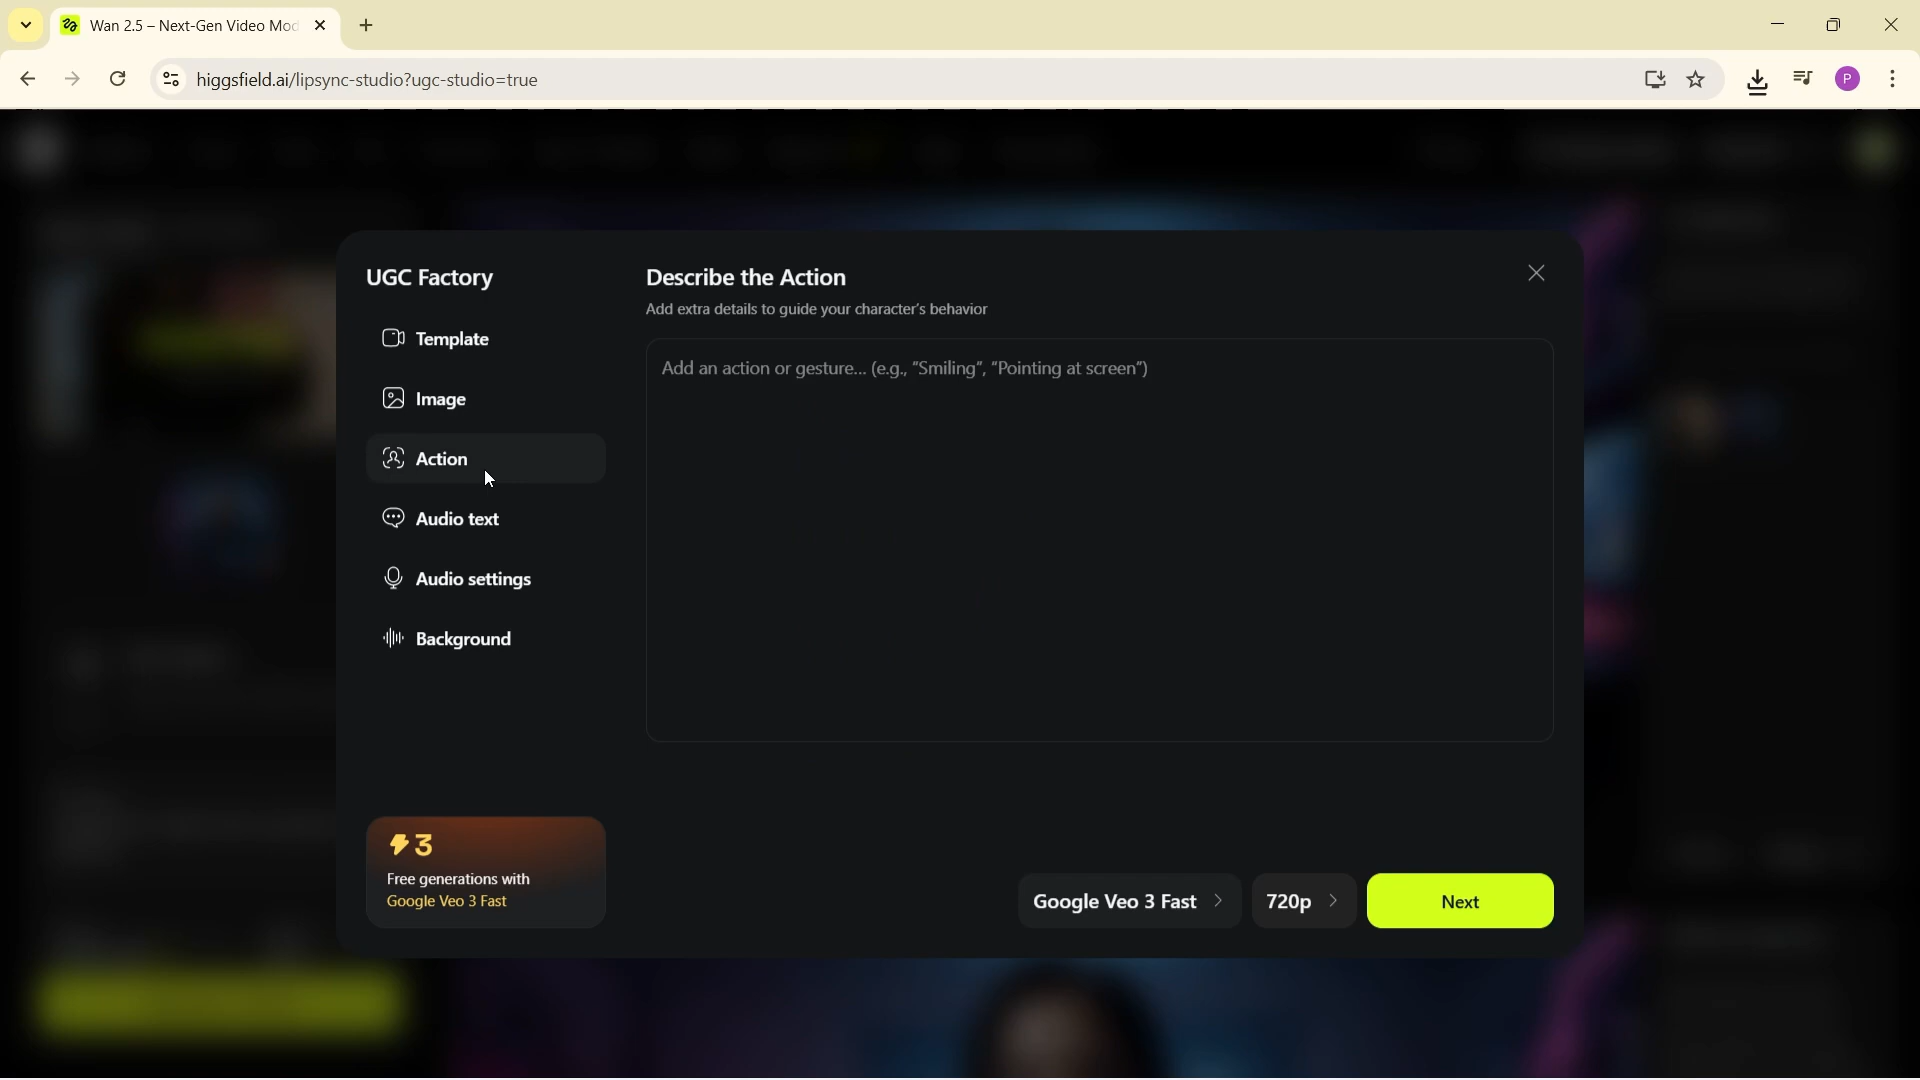 Wan 2.5 – Next-Gen Video Mod
higgsfield.ai/lipsync-studio?ugc-studio=true
P
UGC Factory
Template
Image
Action
Audio text
Audio settings
Background
3
Free generations with
Google Veo 3 Fast
Describe the Action
Add extra details to guide your character's behavior
Add an action or gesture... (e.g., "Smiling", "Pointing at screen")
Google Veo 3 Fast
720p
Next